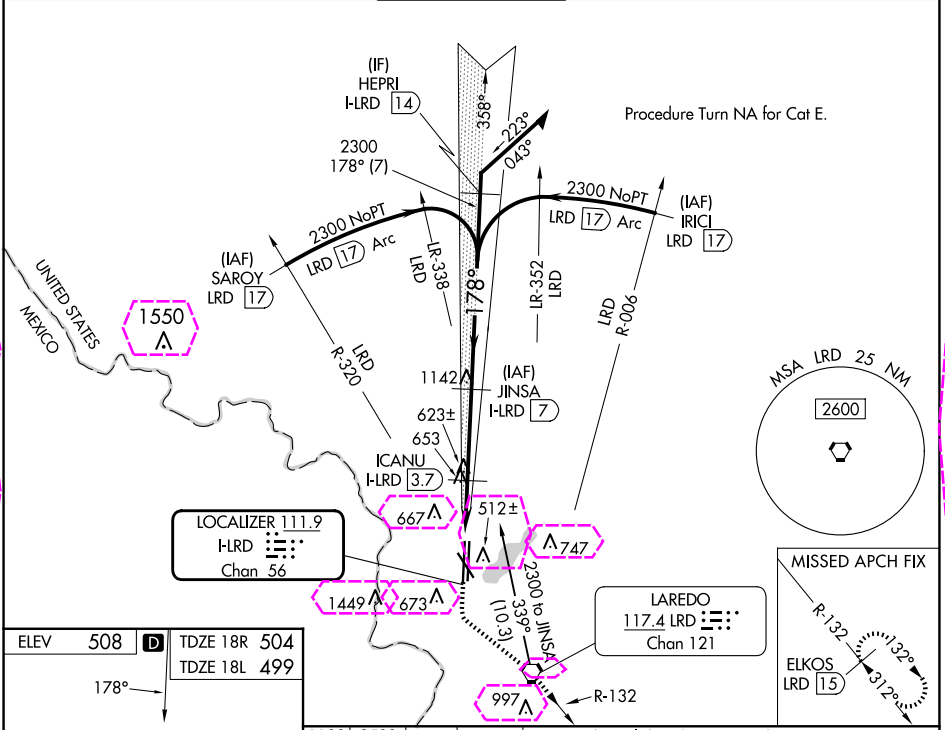 (IF)
HEPRI
I-LRD 14
358°
223°
043°
Procedure Turn NA for Cat E.
2300
178° (7)
2300 NoPT
LRD 17 Arc
(IAF)
IRICI
LRD 17
2300 NoPT
LRD 17 Arc
(IAF)
SAROY
LRD 17
LR-338
LRD
178°
LR-352
LRD
LRD
R-006
UNITED STATES
MEXICO
1550
LRD
R-320
1142
(IAF)
JINSA
I-LRD 7
MSA LRD 25 NM
2600
623±
653
ICANU
I-LRD 3.7
667
512±
747
LOCALIZER 111.9
I-LRD
Chan 56
1449
673
2300 to JINSA
339°
(10.3)
LAREDO
117.4 LRD
Chan 121
997
R-132
MISSED APCH FIX
R-132
ELKOS
LRD 15
132°
312°
ELEV 508 D
TDZE 18R 504
TDZE 18L 499
178°